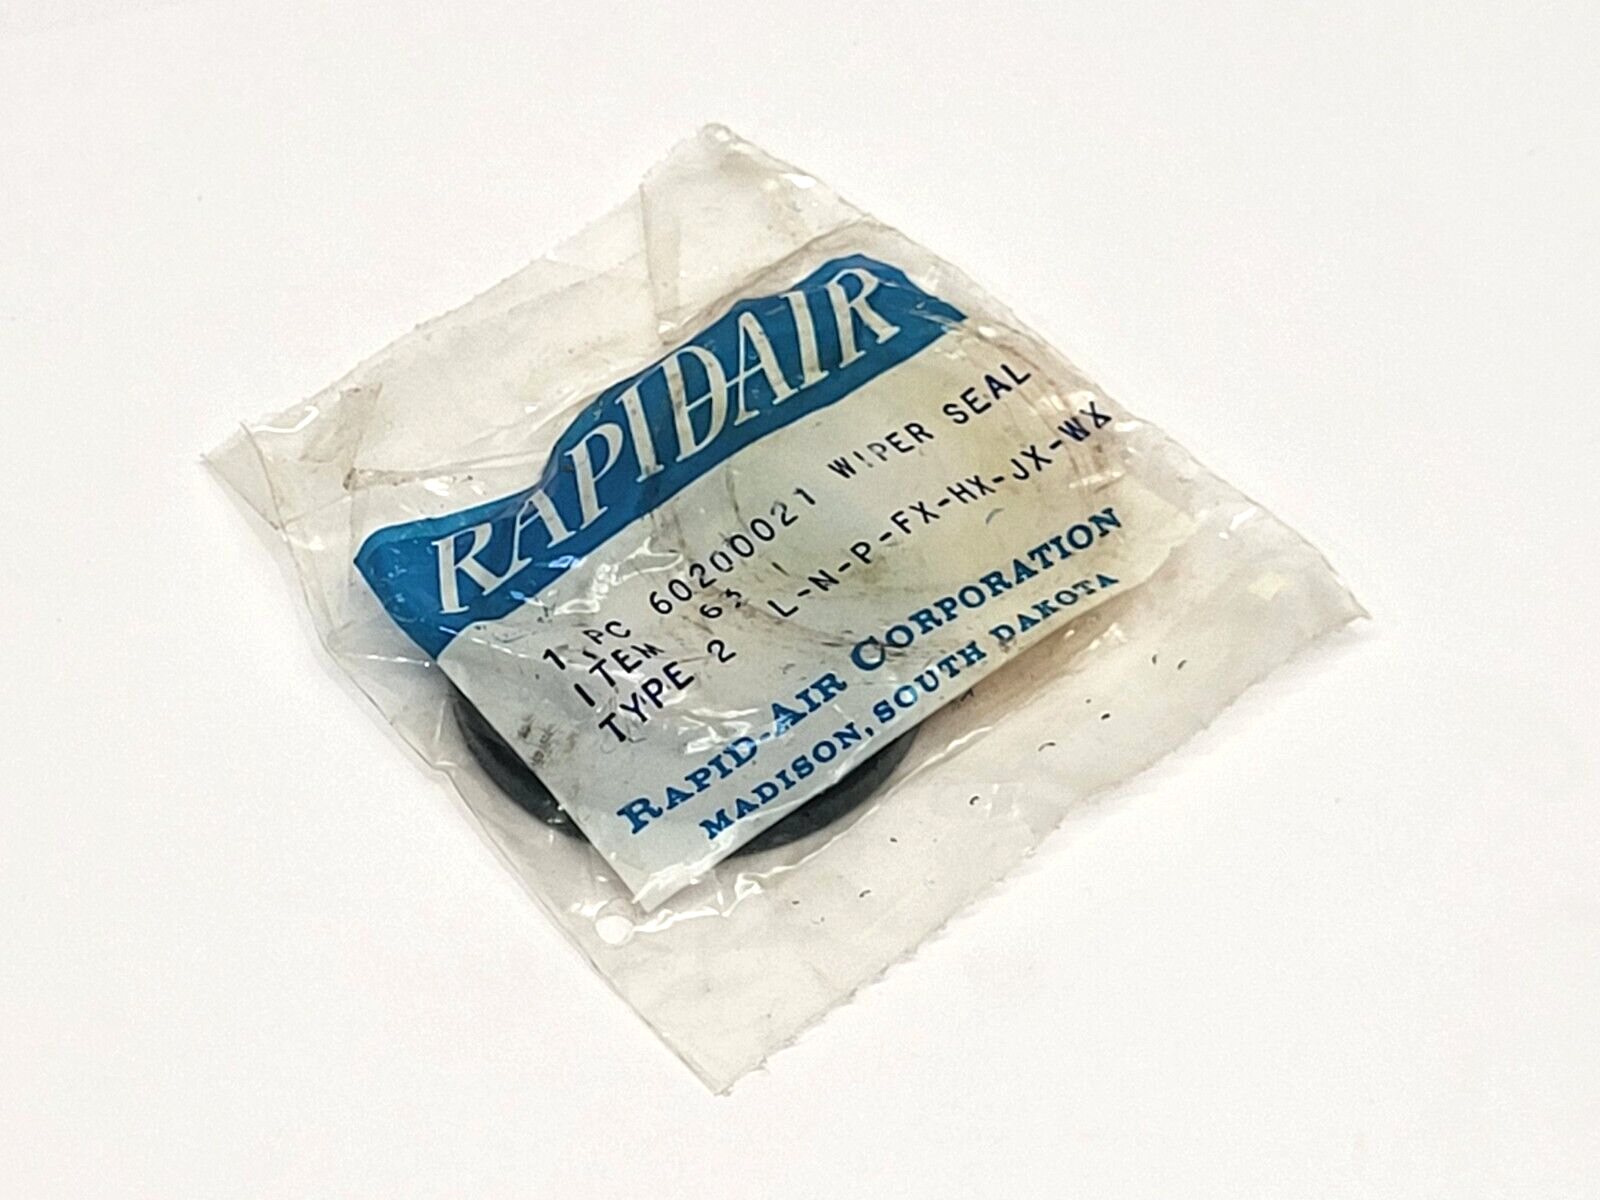 RAPIDAIR
1 PC 60200021 WIPER SEAL
ITEM 63
TYPE 2 L-N-P-FX-HX-JX-WX
RAPID-AIR CORPORATION
MADISON, SOUTH DAKOTA